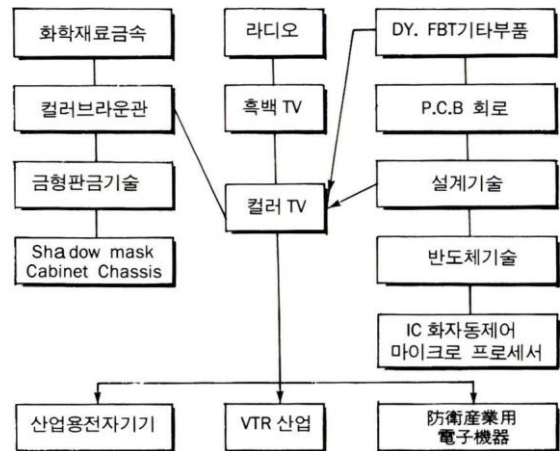 화학재료금속
라디오
DY. FBT기타부품
컬러브라운관
흑백 TV
P.C.B 회로
금형판금기술
컬러 TV
설계기술
Shadow mask
Cabinet Chassis
반도체기술
IC 화자동제어
마이크로 프로세서
산업용전자기기
VTR 산업
防衛産業用
電子機器